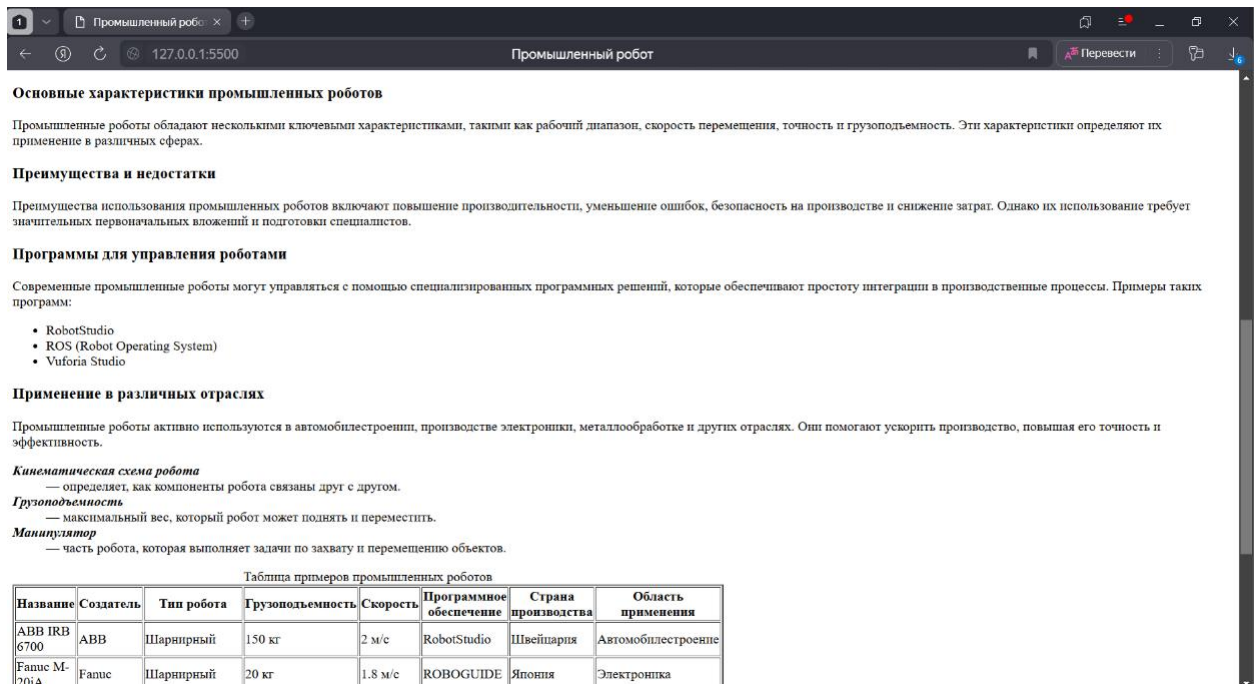 1
Промышленный робо
127.0.0.1:5500
Промышленный робот
Перевести
6
Основные характеристики промышленных роботов
Промышленные роботы обладают несколькими ключевыми характеристиками, такими как рабочий диапазон, скорость перемещения, точность и грузоподъемность. Эти характеристики определяют их
применение в различных сферах.
Преимущества и недостатки
Преимущества использования промышленных роботов включают повышение производительности, уменьшение ошибок, безопасность на производстве и снижение затрат. Однако их использование требует
значительных первоначальных вложений и подготовки специалистов.
Программы для управления роботами
Современные промышленные роботы могут управляться с помощью специализированных программных решений, которые обеспечивают простоту интеграции в производственные процессы. Примеры таких
программ:
• RobotStudio
• ROS (Robot Operating System)
• Vuforia Studio
Применение в различных отраслях
Промышленные роботы активно используются в автомобилестроении, производстве электроники, металлообработке и других отраслях. Они помогают ускорить производство, повышая его точность и
эффективность.
Кинематическая схема робота
— определяет, как компоненты робота связаны друг с другом.
Грузоподъемность
— максимальный вес, который робот может поднять и переместить.
Манипулятор
— часть робота, которая выполняет задачи по захвату и перемещению объектов.
Таблица примеров промышленных роботов
Название Создатель Тип робота Грузоподъемность Скорость Программное обеспечение Страна производства Область применения
ABB IRB 6700 ABB Шарнирный 150 кг 2 м/с RobotStudio Швейцария Автомобилестроение
Fanuc M-20iA Fanuc Шарнирный 20 кг 1.8 м/с ROBOGUIDE Япония Электроника